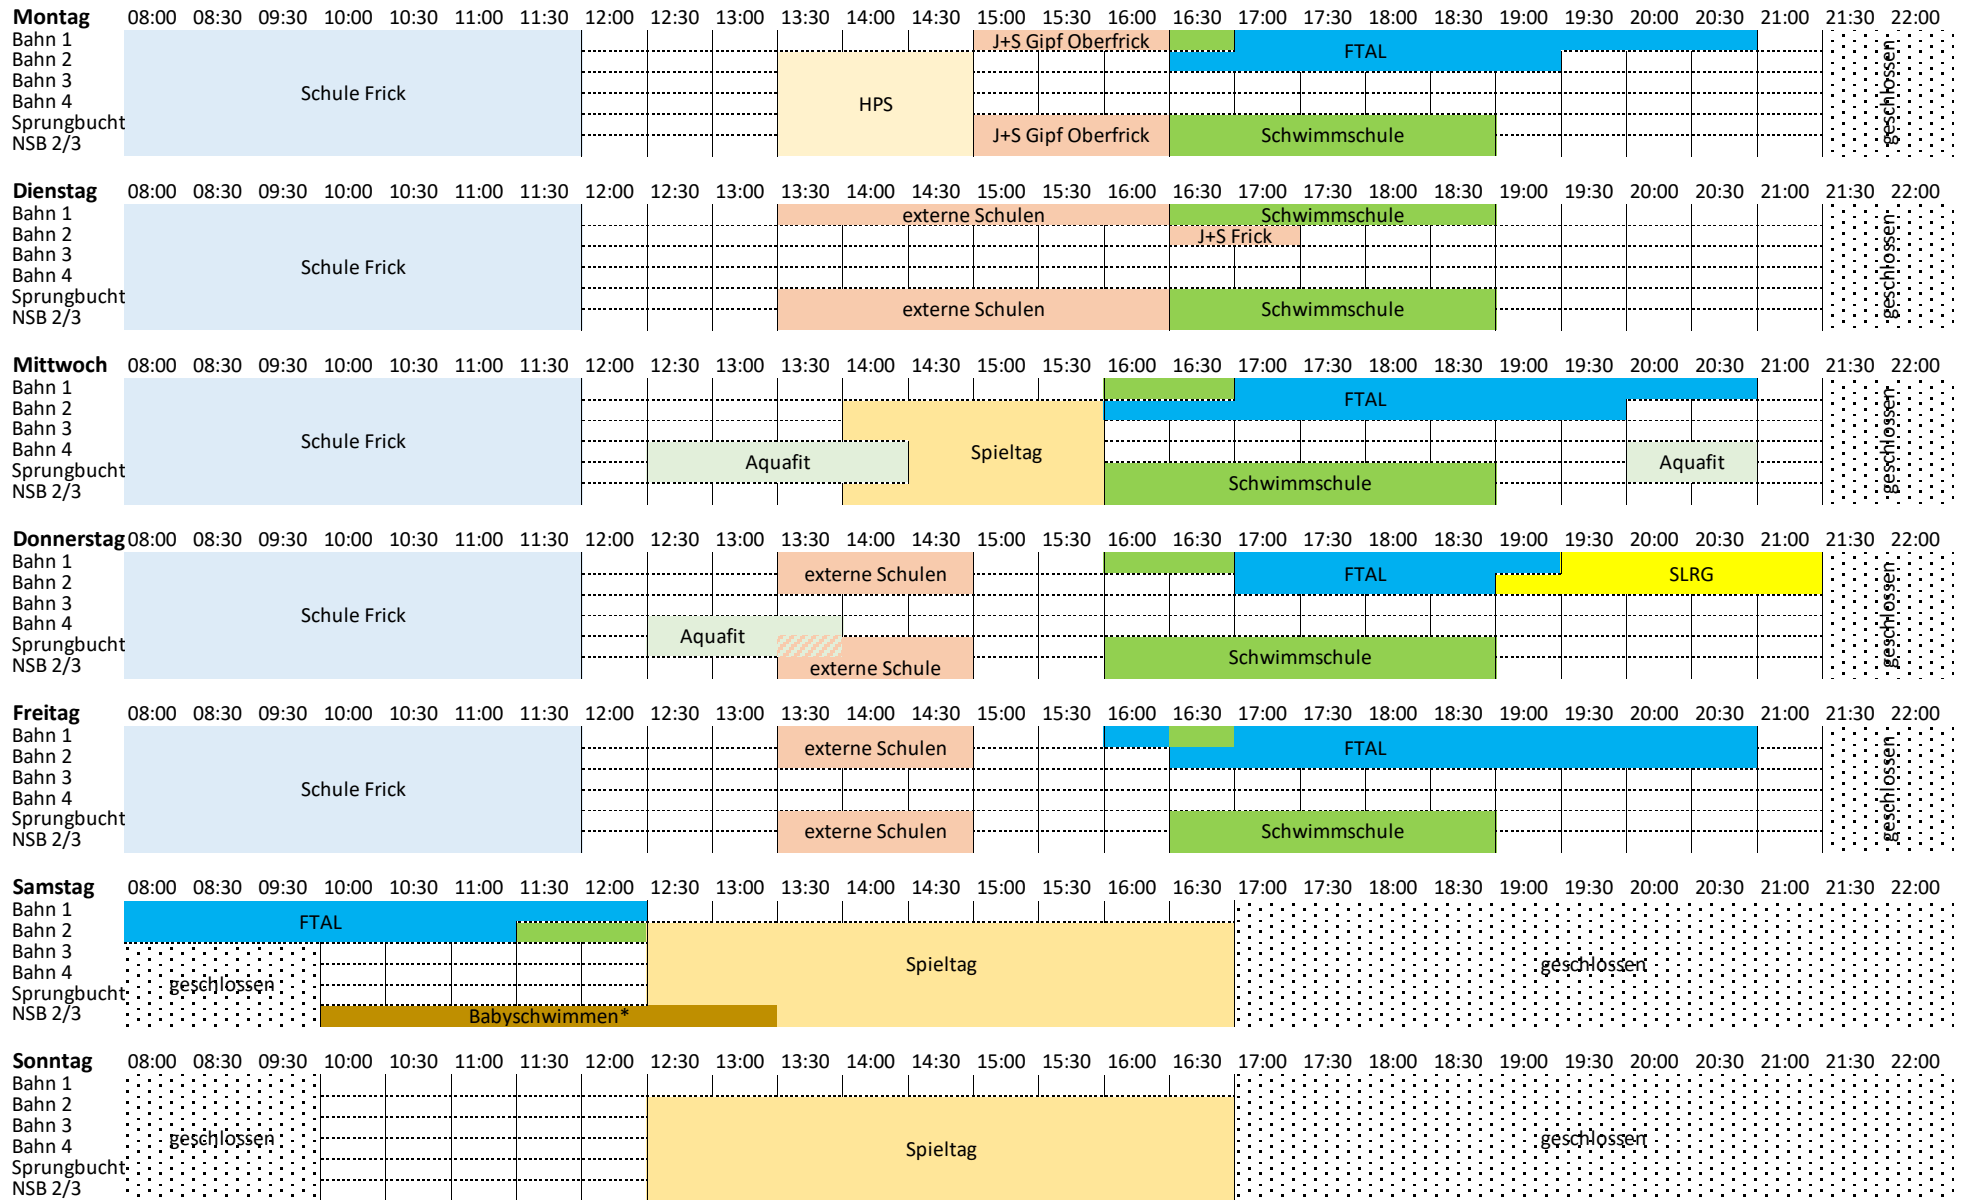 Montag 08:00 08:30 09:30 10:00 10:30 11:00 11:30 12:00 12:30 13:00 13:30 14:00 14:30 15:00 15:30 16:00 16:30 17:00 17:30 18:00 18:30 19:00 19:30 20:00 20:30 21:00 21:30 22:00
Bahn 1 J+S Gipf Oberfrick
Bahn 2 FTAL
Bahn 3
Bahn 4 Schule Frick HPS geschlossen
Sprungbucht
NSB 2/3 J+S Gipf Oberfrick Schwimmschule
Dienstag 08:00 08:30 09:30 10:00 10:30 11:00 11:30 12:00 12:30 13:00 13:30 14:00 14:30 15:00 15:30 16:00 16:30 17:00 17:30 18:00 18:30 19:00 19:30 20:00 20:30 21:00 21:30 22:00
Bahn 1 externe Schulen Schwimmschule
Bahn 2 J+S Frick
Bahn 3
Bahn 4 Schule Frick geschlossen
Sprungbucht
NSB 2/3 externe Schulen Schwimmschule
Mittwoch 08:00 08:30 09:30 10:00 10:30 11:00 11:30 12:00 12:30 13:00 13:30 14:00 14:30 15:00 15:30 16:00 16:30 17:00 17:30 18:00 18:30 19:00 19:30 20:00 20:30 21:00 21:30 22:00
Bahn 1
Bahn 2 FTAL
Bahn 3
Bahn 4 Schule Frick Spieltag geschlossen
Sprungbucht Aquafit Aquafit
NSB 2/3 Schwimmschule
Donnerstag 08:00 08:30 09:30 10:00 10:30 11:00 11:30 12:00 12:30 13:00 13:30 14:00 14:30 15:00 15:30 16:00 16:30 17:00 17:30 18:00 18:30 19:00 19:30 20:00 20:30 21:00 21:30 22:00
Bahn 1
Bahn 2 externe Schulen FTAL SLRG
Bahn 3
Bahn 4 Schule Frick geschlossen
Sprungbucht Aquafit
NSB 2/3 externe Schule Schwimmschule
Freitag 08:00 08:30 09:30 10:00 10:30 11:00 11:30 12:00 12:30 13:00 13:30 14:00 14:30 15:00 15:30 16:00 16:30 17:00 17:30 18:00 18:30 19:00 19:30 20:00 20:30 21:00 21:30 22:00
Bahn 1
Bahn 2 externe Schulen FTAL
Bahn 3
Bahn 4 Schule Frick geschlossen
Sprungbucht
NSB 2/3 externe Schulen Schwimmschule
Samstag 08:00 08:30 09:30 10:00 10:30 11:00 11:30 12:00 12:30 13:00 13:30 14:00 14:30 15:00 15:30 16:00 16:30 17:00 17:30 18:00 18:30 19:00 19:30 20:00 20:30 21:00 21:30 22:00
Bahn 1
Bahn 2 FTAL
Bahn 3
Bahn 4 Spieltag geschlossen
Sprungbucht geschlossen
NSB 2/3 Babyschwimmen*
Sonntag 08:00 08:30 09:30 10:00 10:30 11:00 11:30 12:00 12:30 13:00 13:30 14:00 14:30 15:00 15:30 16:00 16:30 17:00 17:30 18:00 18:30 19:00 19:30 20:00 20:30 21:00 21:30 22:00
Bahn 1
Bahn 2
Bahn 3
Bahn 4 geschlossen Spieltag geschlossen
Sprungbucht
NSB 2/3